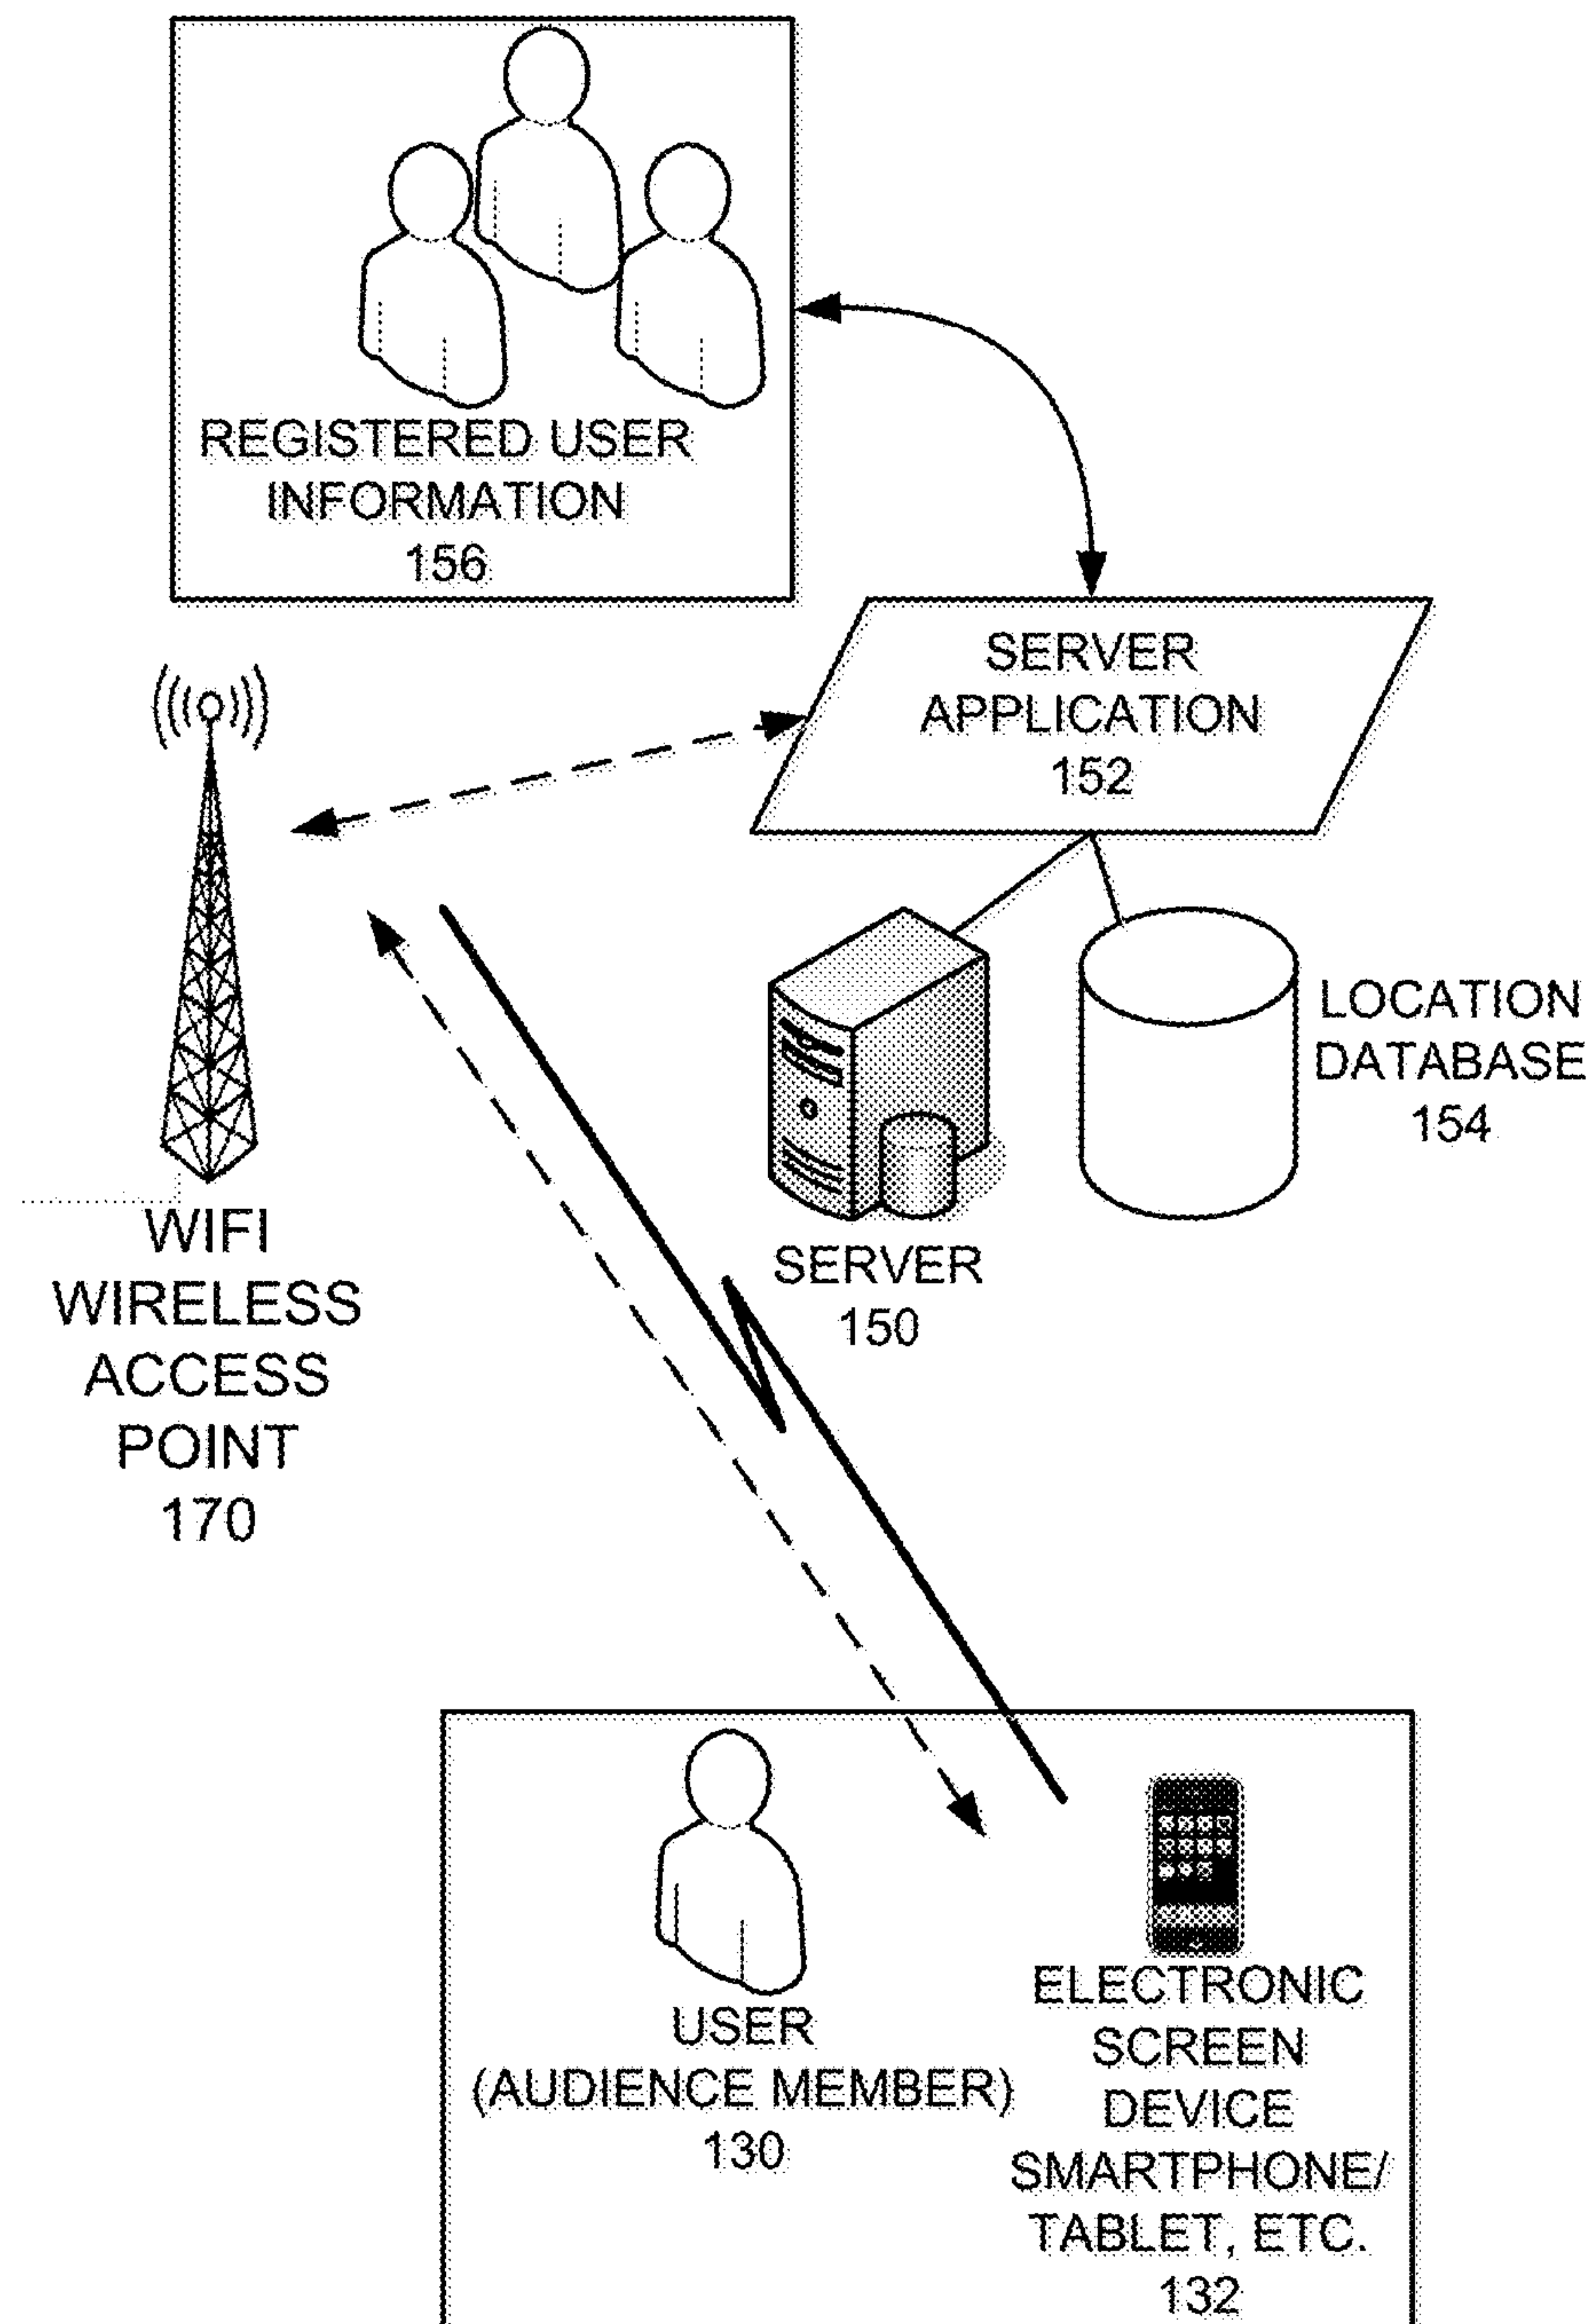 REGISTERED USER
INFORMATION
156
SERVER
APPLICATION
152
LOCATION
DATABASE
154
SERVER
150
WIFI
WIRELESS
ACCESS
POINT
170
USER
(AUDIENCE MEMBER)
130
ELECTRONIC
SCREEN
DEVICE
SMARTPHONE/
TABLET, ETC.
132